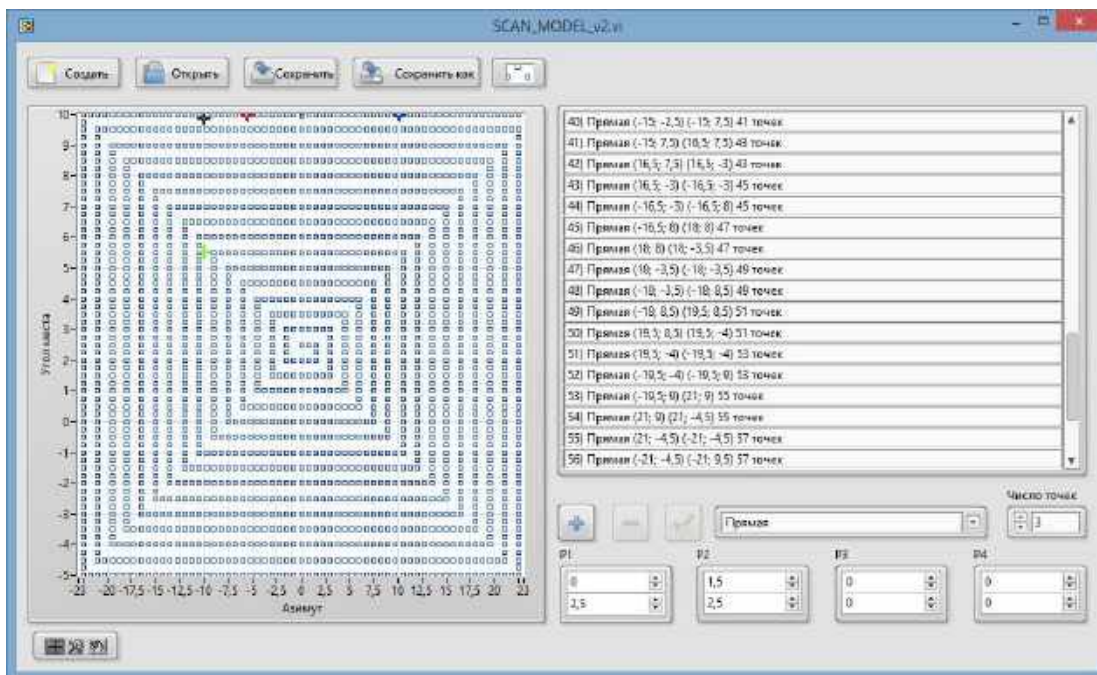 SCAN_MODEL_v2.vi
Создать Открыть Сохранить Сохранить как
40) Прямая (-15; -2,5) (-15; 7,5) 41 точек
41) Прямая (-15; 7,5) (16,5; 7,5) 43 точек
42) Прямая (16,5; 7,5) (16,5; -3) 43 точек
43) Прямая (16,5; -3) (-16,5; -3) 45 точек
44) Прямая (-16,5; -3) (-16,5; 8) 45 точек
45) Прямая (-16,5; 8) (18; 8) 47 точек
46) Прямая (18; 8) (18; -3,5) 47 точек
47) Прямая (18; -3,5) (-18; -3,5) 49 точек
48) Прямая (-18; -3,5) (-18; 8,5) 49 точек
49) Прямая (-18; 8,5) (19,5; 8,5) 51 точек
50) Прямая (19,5; 8,5) (19,5; -4) 51 точек
51) Прямая (19,5; -4) (-19,5; -4) 53 точек
52) Прямая (-19,5; -4) (-19,5; 9) 53 точек
53) Прямая (-19,5; 9) (21; 9) 55 точек
54) Прямая (21; 9) (21; -4,5) 55 точек
55) Прямая (21; -4,5) (-21; -4,5) 57 точек
56) Прямая (-21; -4,5) (-21; 9,5) 57 точек
10
9
8
7
6
5
4
3
2
1
0
-1
-2
-3
-4
-5
Угол места
-23 -20 -17,5 -15 -12,5 -10 -7,5 -5 -2,5 0 2,5 5 7,5 10 12,5 15 17,5 20 23
Азимут
Число точек
Прямая 3
P1 P2 P3 P4
0 1,5 0 0
2,5 2,5 0 0